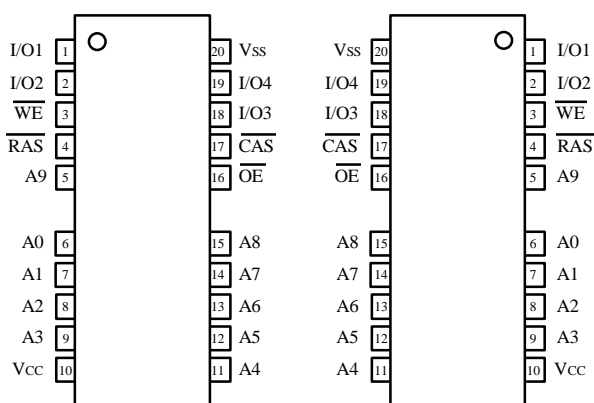 I/O1 1 20 Vss Vss 20 1 I/O1
I/O2 2 19 I/O4 I/O4 19 2 I/O2
WE 3 18 I/O3 I/O3 18 3 WE
RAS 4 17 CAS CAS 17 4 RAS
A9 5 16 OE OE 16 5 A9
A0 6 15 A8 A8 15 6 A0
A1 7 14 A7 A7 14 7 A1
A2 8 13 A6 A6 13 8 A2
A3 9 12 A5 A5 12 9 A3
Vcc 10 11 A4 A4 11 10 Vcc